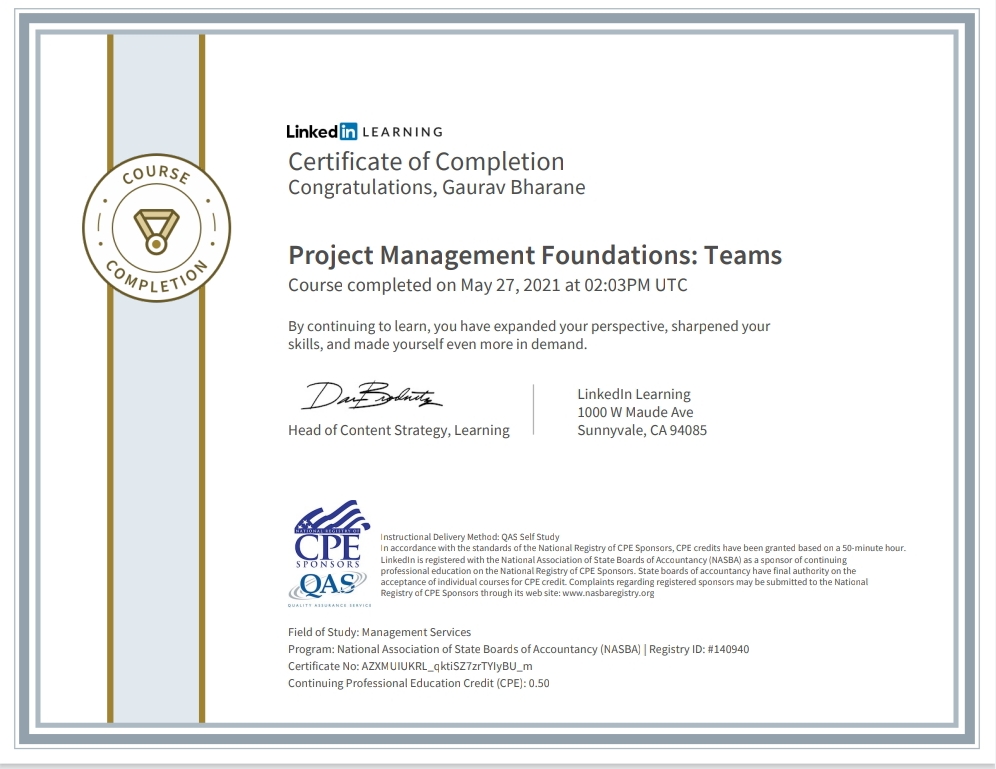 COURSE
COMPLETION
Linked in LEARNING
Certificate of Completion
Congratulations, Gaurav Bharane
Project Management Foundations: Teams
Course completed on May 27, 2021 at 02:03PM UTC
By continuing to learn, you have expanded your perspective, sharpened your
skills, and made yourself even more in demand.
Head of Content Strategy, Learning
LinkedIn Learning
1000 W Maude Ave
Sunnyvale, CA 94085
NATIONAL REGISTRY OF
CPE
SPONSORS
QAS
QUALITY ASSURANCE SERVICE
Instructional Delivery Method: QAS Self Study
In accordance with the standards of the National Registry of CPE Sponsors, CPE credits have been granted based on a 50-minute hour.
LinkedIn is registered with the National Association of State Boards of Accountancy (NASBA) as a sponsor of continuing
professional education on the National Registry of CPE Sponsors. State boards of accountancy have final authority on the
acceptance of individual courses for CPE credit. Complaints regarding registered sponsors may be submitted to the National
Registry of CPE Sponsors through its web site: www.nasbaregistry.org
Field of Study: Management Services
Program: National Association of State Boards of Accountancy (NASBA) | Registry ID: #140940
Certificate No: AZXMUIUKRL_qktiSZ7zrTYIyBU_m
Continuing Professional Education Credit (CPE): 0.50